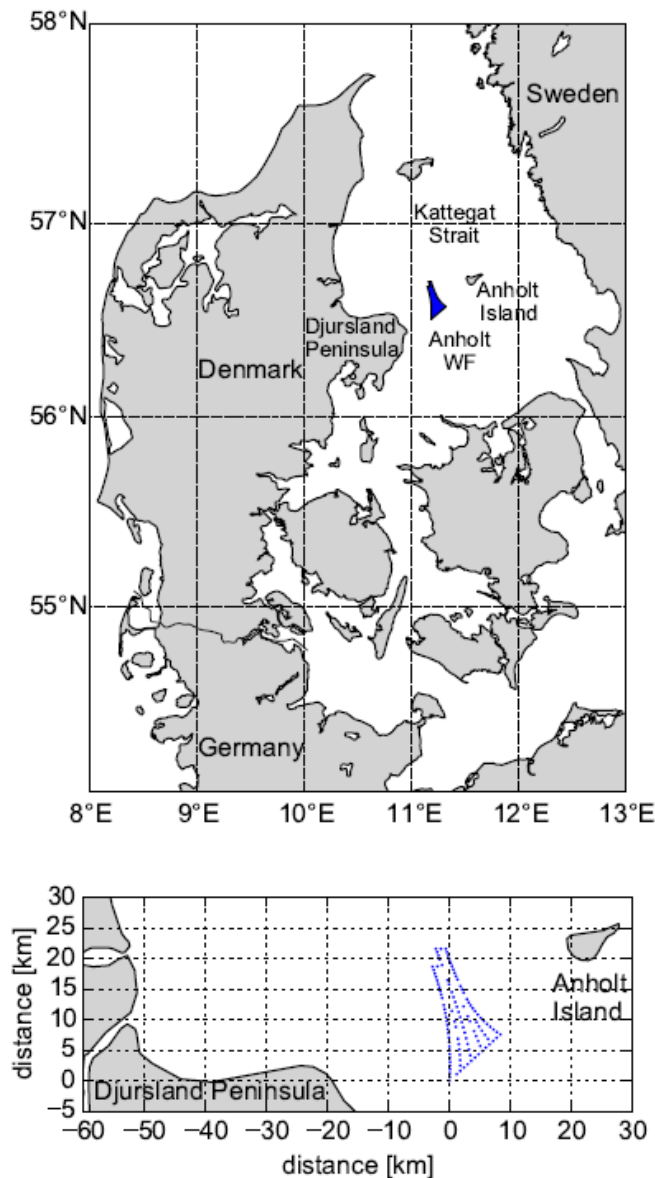 58°N
Sweden
57°N
Kattegat
Strait
Anholt
Island
Djursland
Peninsula
Anholt
WF
Denmark
56°N
55°N
Germany
8°E 9°E 10°E 11°E 12°E 13°E
30
25
20
15
10
5
0
−5
distance [km]
Anholt
Island
Djursland Peninsula
−60 −50 −40 −30 −20 −10 0 10 20 30
distance [km]